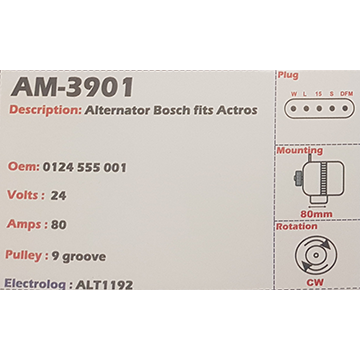 AM-3901
Description: Alternator Bosch fits Actros
Oem: 0124 555 001
Volts : 24
Amps : 80
Pulley : 9 groove
Electrolog : ALT1192
Plug
W L 15 S DFM
Mounting
80mm
Rotation
CW